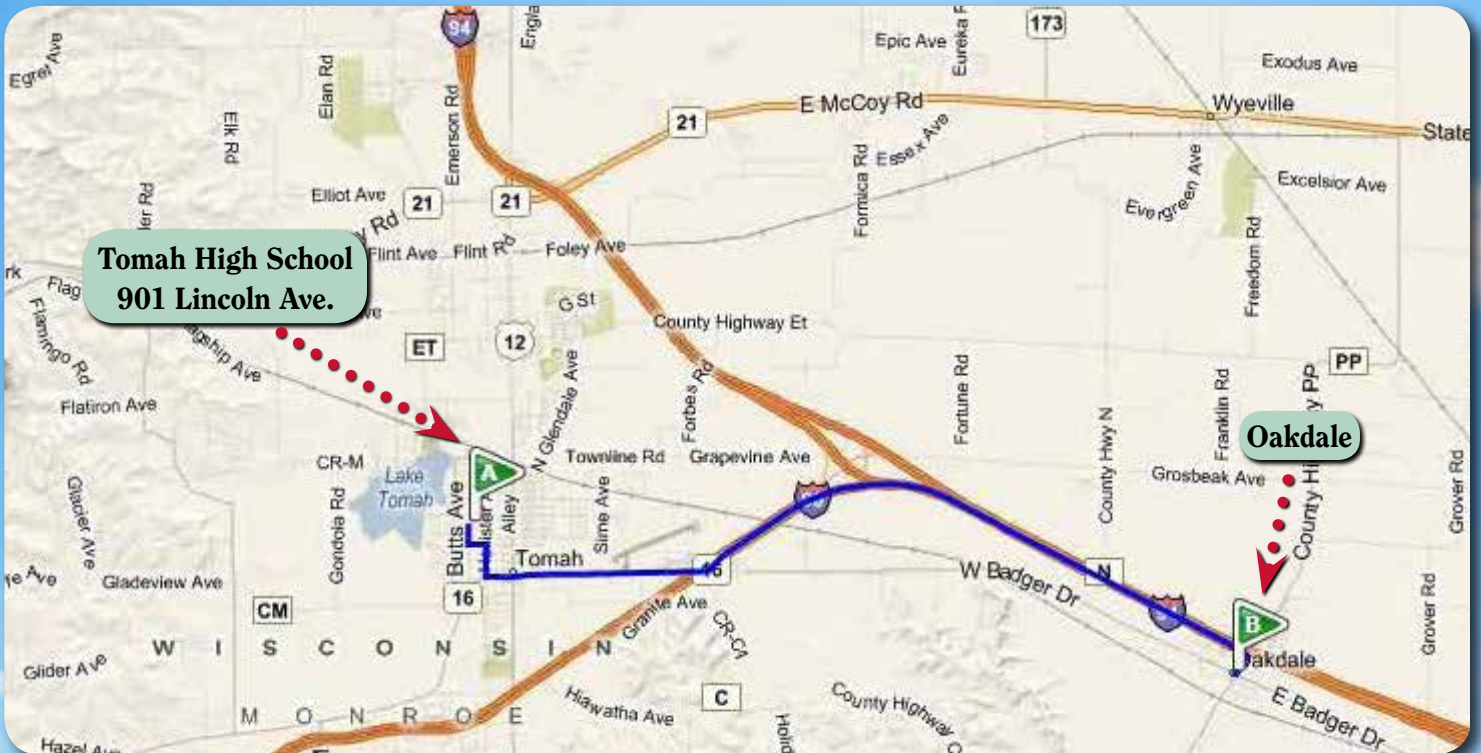 94
173
Epic Ave
Exodus Ave
Egret Ave
Elan Rd
Emerson Rd
E McCoy Rd
Wyeville
21
State
Elk Rd
Formica Rd
Essex Ave
Evergreen Ave
Excelsior Ave
Elliot Ave
21
21
Flint Ave
Flint Rd
Foley Ave
Freedom Rd
Tomah High School
901 Lincoln Ave.
G St
Flamingo Rd
County Highway Et
ET
12
PP
Flatiron Ave
N Glendale Ave
Forbes Rd
Fortune Rd
County Hwy N
Franklin Rd
Oakdale
CR-M
Lake
Tomah
A
Townline Rd
Grapevine Ave
Grosbeak Ave
Grover Rd
Glacier Ave
Gondola Rd
Butts Ave
Alley
Tomah
16
W Badger Dr
N
Gladeview Ave
CM
16
Granite Ave
CR-CA
B
Grover Rd
WISCONSIN
Glider Ave
C
Hiawatha Ave
County Highway
E Badger Dr
MONROE
Hazel Ave